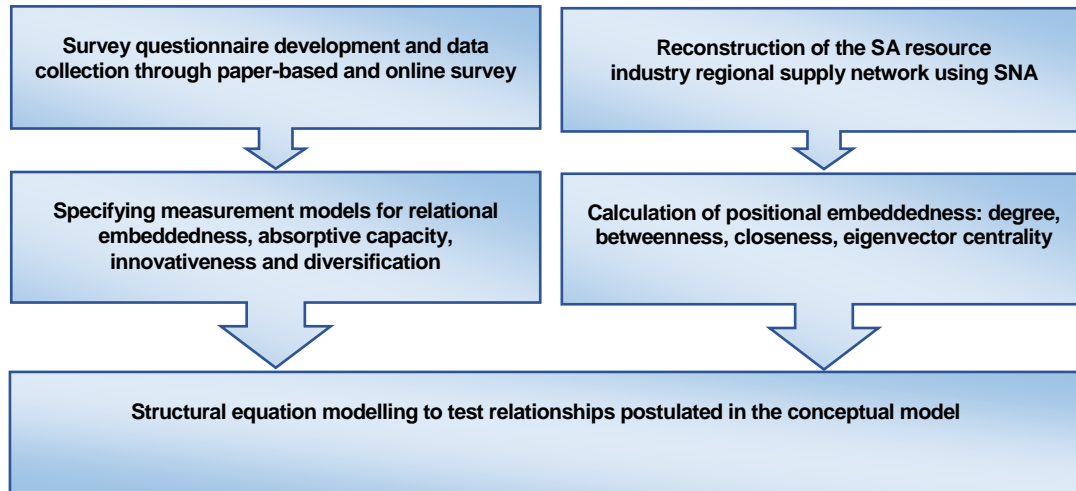 Survey questionnaire development and data
collection through paper-based and online survey
Reconstruction of the SA resource
industry regional supply network using SNA
Specifying measurement models for relational
embeddedness, absorptive capacity,
innovativeness and diversification
Calculation of positional embeddedness: degree,
betweenness, closeness, eigenvector centrality
Structural equation modelling to test relationships postulated in the conceptual model